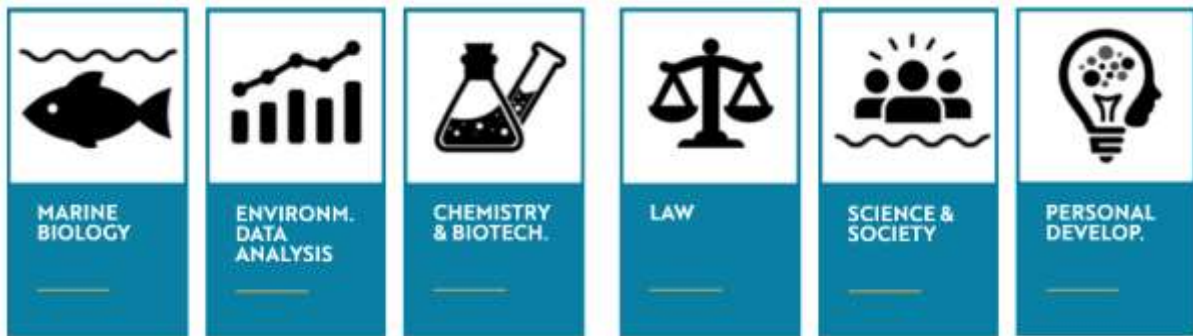 MARINE
BIOLOGY
ENVIRONM.
DATA
ANALYSIS
CHEMISTRY
& BIOTECH.
LAW
SCIENCE &
SOCIETY
PERSONAL
DEVELOP.